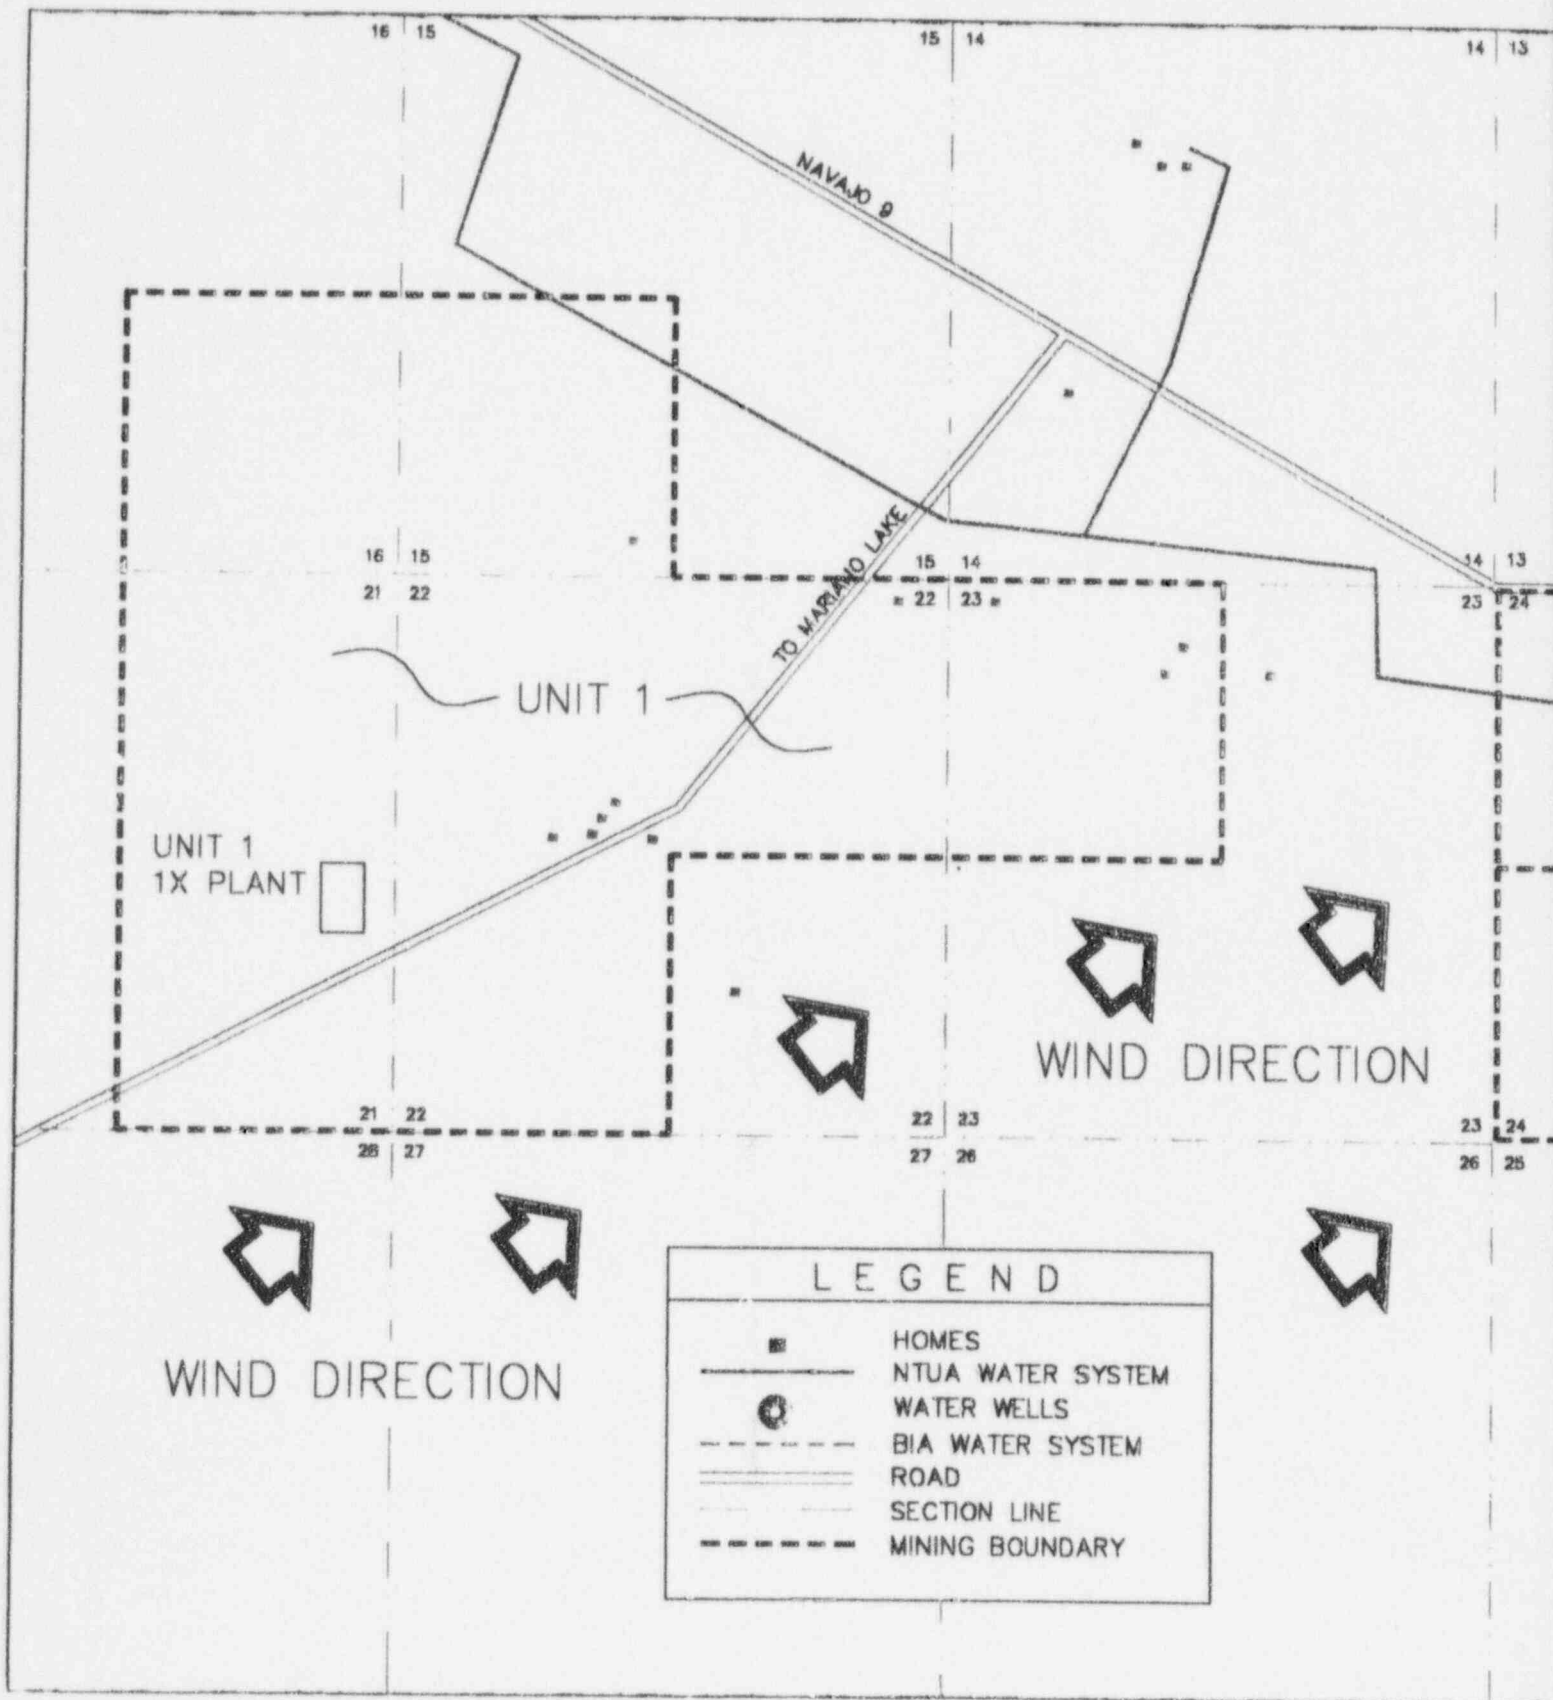 16 15
15 14
14 13
NAVAJO 9
TO MARIANO LAKE
16 15
21 22
15 14
22 23
14 13
23 24
UNIT 1
UNIT 1
1X PLANT
WIND DIRECTION
21 22
28 27
22 23
27 26
23 24
26 25
WIND DIRECTION
LEGEND
HOMES
NTUA WATER SYSTEM
WATER WELLS
BIA WATER SYSTEM
ROAD
SECTION LINE
MINING BOUNDARY